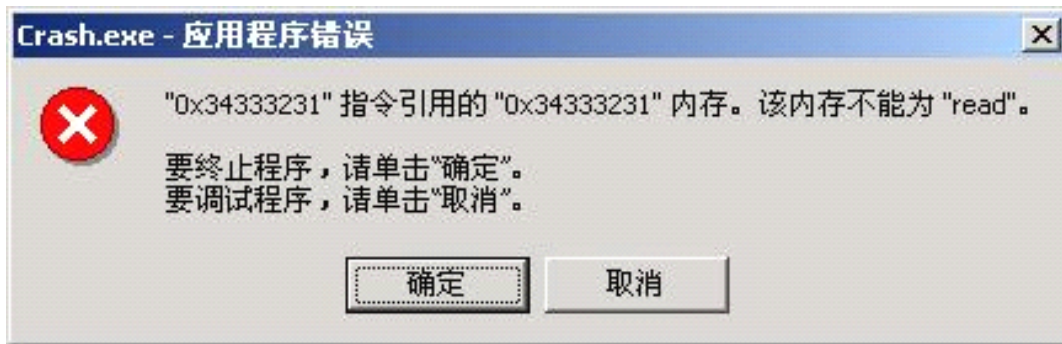 Crash.exe - 应用程序错误
"0x34333231" 指令引用的 "0x34333231" 内存。该内存不能为 "read"。
要终止程序，请单击“确定”。
要调试程序，请单击“取消”。
确定 取消